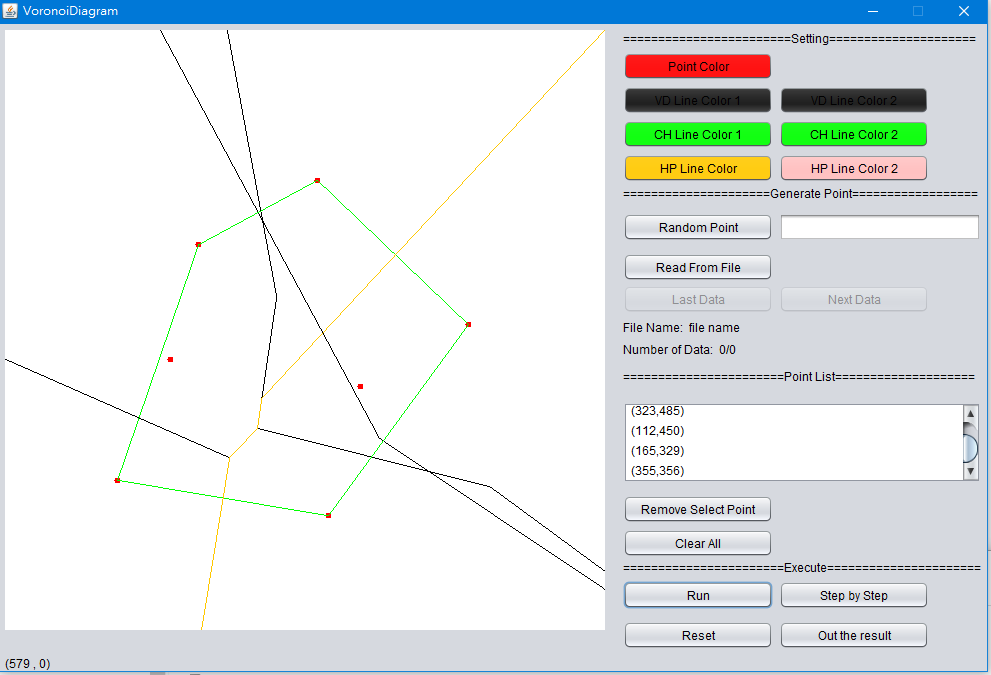 VoronoiDiagram
=======================Setting=====================
Point Color
VD Line Color 1 VD Line Color 2
CH Line Color 1 CH Line Color 2
HP Line Color HP Line Color 2
=====================Generate Point==================
Random Point
Read From File
Last Data Next Data
File Name: file name
Number of Data: 0/0
=======================Point List====================
(323,485)
(112,450)
(165,329)
(355,356)
Remove Select Point
Clear All
=======================Execute======================
Run Step by Step
Reset Out the result
(579 , 0)